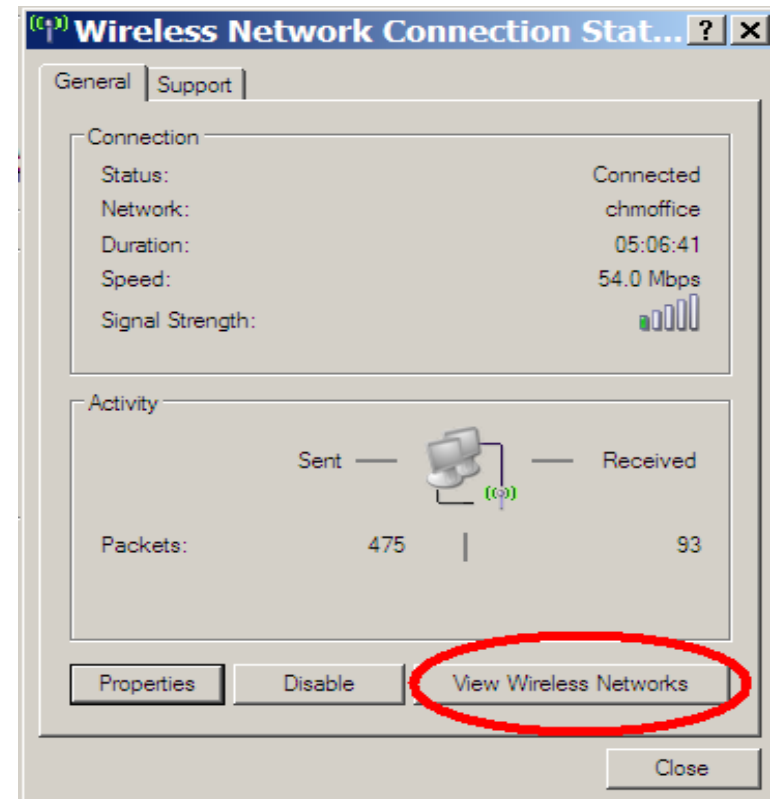 Wireless Network Connection Stat...
General Support
Connection
Status: Connected
Network: chmoffice
Duration: 05:06:41
Speed: 54.0 Mbps
Signal Strength:
Activity
Sent Received
Packets: 475 93
Properties Disable View Wireless Networks
Close